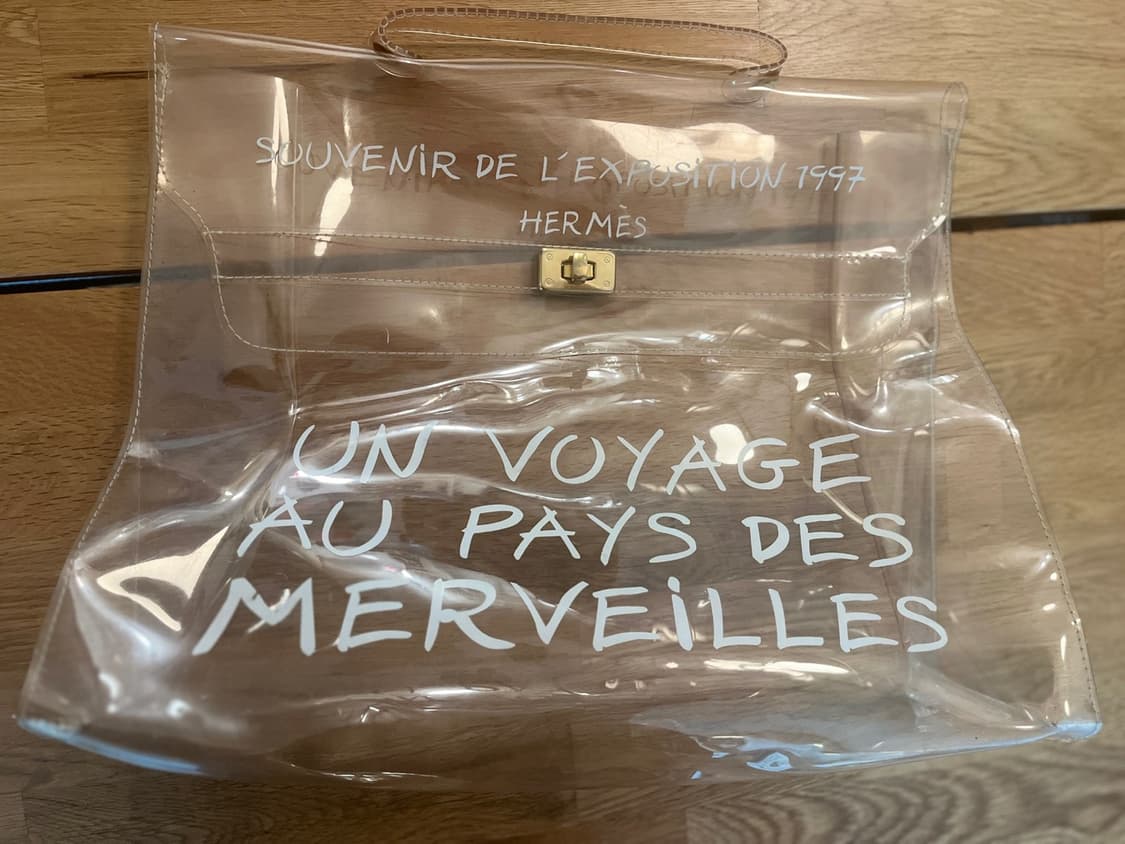 SOUVENiR DE L'EXPOSiTiON 1997
HERMÈS
UN VOYAGE
AU PAYS DES
MERVEiLLES